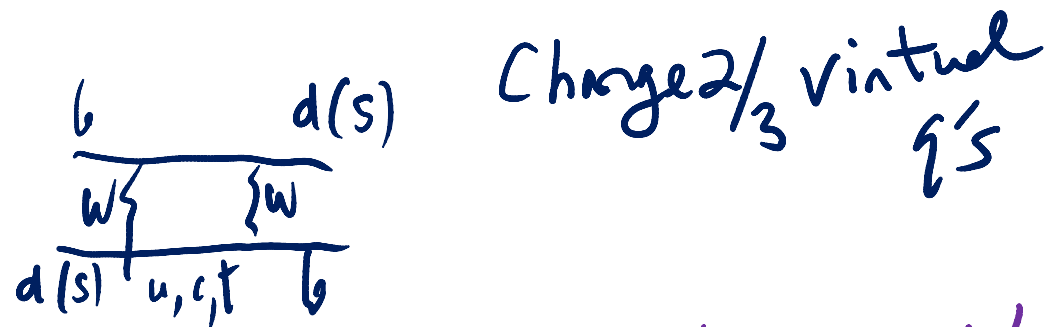 Charge 2/3 virtual
q's
b d(s)
W W
d(s) u, c, t b